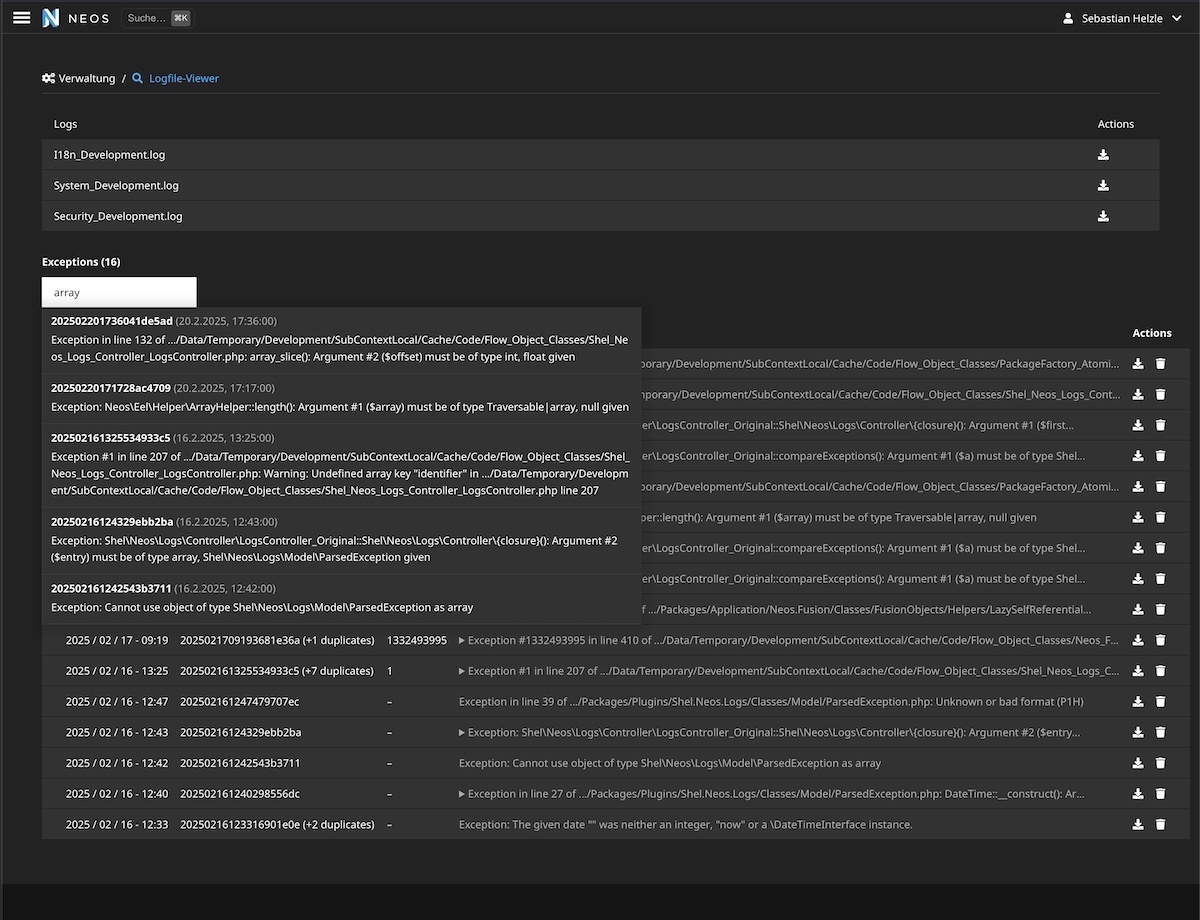 NEOS Suche... ⌘K Sebastian Helzle
Verwaltung / Logfile-Viewer
Logs Actions
I18n_Development.log
System_Development.log
Security_Development.log
Exceptions (16)
array
202502201736041de5ad (20.2.2025, 17:36:00)
Exception in line 132 of .../Data/Temporary/Development/SubContextLocal/Cache/Code/Flow_Object_Classes/Shel_Ne
os_Logs_Controller_LogsController.php: array_slice(): Argument #2 ($offset) must be of type int, float given
20250220171728ac4709 (20.2.2025, 17:17:00)
Exception: Neos\Eel\Helper\ArrayHelper::length(): Argument #1 ($array) must be of type Traversable|array, null given
202502161325534933c5 (16.2.2025, 13:25:00)
Exception #1 in line 207 of .../Data/Temporary/Development/SubContextLocal/Cache/Code/Flow_Object_Classes/Shel_
Neos_Logs_Controller_LogsController.php: Warning: Undefined array key "identifier" in .../Data/Temporary/Developm
ent/SubContextLocal/Cache/Code/Flow_Object_Classes/Shel_Neos_Logs_Controller_LogsController.php line 207
20250216124329ebb2ba (16.2.2025, 12:43:00)
Exception: Shel\Neos\Logs\Controller\LogsController_Original::Shel\Neos\Logs\Controller\{closure}(): Argument #2
($entry) must be of type array, Shel\Neos\Logs\Model\ParsedException given
202502161242543b3711 (16.2.2025, 12:42:00)
Exception: Cannot use object of type Shel\Neos\Logs\Model\ParsedException as array
Actions
porary/Development/SubContextLocal/Cache/Code/Flow_Object_Classes/PackageFactory_Atomi...
porary/Development/SubContextLocal/Cache/Code/Flow_Object_Classes/Shel_Neos_Logs_Cont...
er\LogsController_Original::Shel\Neos\Logs\Controller\{closure}(): Argument #1 ($first...
er\LogsController_Original::compareExceptions(): Argument #1 ($a) must be of type Shel...
porary/Development/SubContextLocal/Cache/Code/Flow_Object_Classes/PackageFactory_Atomi...
per::length(): Argument #1 ($array) must be of type Traversable|array, null given
er\LogsController_Original::compareExceptions(): Argument #1 ($a) must be of type Shel...
er\LogsController_Original::compareExceptions(): Argument #1 ($a) must be of type Shel...
f .../Packages/Application/Neos.Fusion/Classes/FusionObjects/Helpers/LazySelfReferential...
2025 / 02 / 17 - 09:19 2025021709193681e36a (+1 duplicates) 1332493995 ▶ Exception #1332493995 in line 410 of .../Data/Temporary/Development/SubContextLocal/Cache/Code/Flow_Object_Classes/Neos_F...
2025 / 02 / 16 - 13:25 202502161325534933c5 (+7 duplicates) 1 ▶ Exception #1 in line 207 of .../Data/Temporary/Development/SubContextLocal/Cache/Code/Flow_Object_Classes/Shel_Neos_Logs_C...
2025 / 02 / 16 - 12:47 202502161247479707ec – Exception in line 39 of .../Packages/Plugins/Shel.Neos.Logs/Classes/Model/ParsedException.php: Unknown or bad format (P1H)
2025 / 02 / 16 - 12:43 20250216124329ebb2ba – ▶ Exception: Shel\Neos\Logs\Controller\LogsController_Original::Shel\Neos\Logs\Controller\{closure}(): Argument #2 ($entry...
2025 / 02 / 16 - 12:42 202502161242543b3711 – Exception: Cannot use object of type Shel\Neos\Logs\Model\ParsedException as array
2025 / 02 / 16 - 12:40 20250216124029​8556dc – ▶ Exception in line 27 of .../Packages/Plugins/Shel.Neos.Logs/Classes/Model/ParsedException.php: DateTime::__construct(): Ar...
2025 / 02 / 16 - 12:33 20250216123316901e0e (+2 duplicates) – Exception: The given date "" was neither an integer, "now" or a \DateTimeInterface instance.